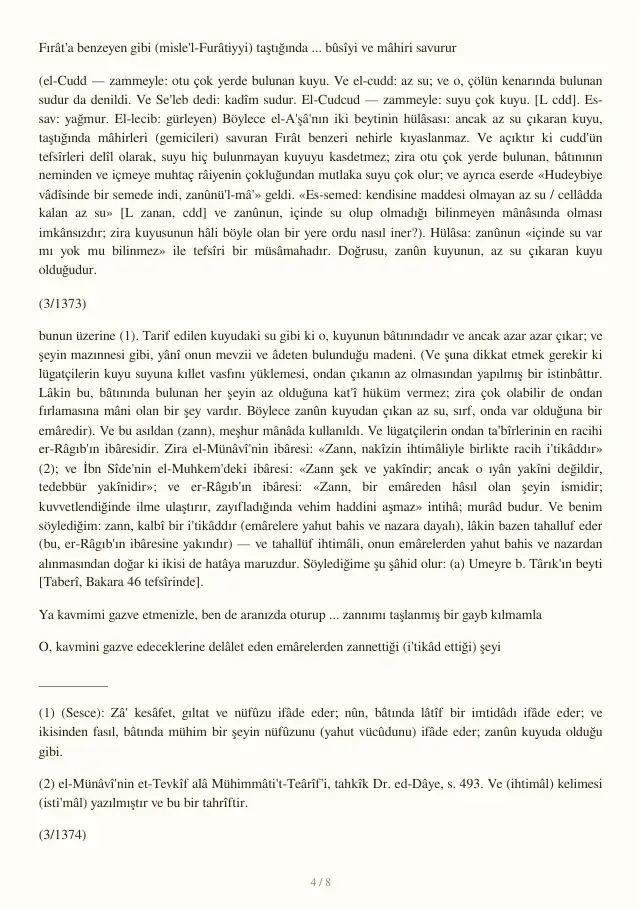 Fırât'a benzeyen gibi (misle'l-Furâtiyyi) taştığında ... bûsîyi ve mâhiri savurur
(el-Cudd — zammeyle: otu çok yerde bulunan kuyu. Ve el-cudd: az su; ve o, çölün kenarında bulunan
sudur da denildi. Ve Se'leb dedi: kadîm sudur. El-Cudcud — zammeyle: suyu çok kuyu. [L cdd]. Es-
sav: yağmur. El-lecib: gürleyen) Böylece el-A'şâ'nın iki beytinin hülâsası: ancak az su çıkaran kuyu,
taştığında mâhirleri (gemicileri) savuran Fırât benzeri nehirle kıyaslanmaz. Ve açıktır ki cudd'ün
tefsîrleri delîl olarak, suyu hiç bulunmayan kuyuyu kasdetmez; zira otu çok yerde bulunan, bâtınının
neminden ve içmeye muhtaç râiyenin çokluğundan mutlaka suyu çok olur; ve ayrıca eserde «Hudeybiye
vâdîsinde bir semede indi, zanûnü'l-mâ'» geldi. «Es-semed: kendisine maddesi olmayan az su / cellâdda
kalan az su» [L zanan, cdd] ve zanûnın, içinde su olup olmadığı bilinmeyen mânâsında olması
imkânsızdır; zira kuyusunun hâli böyle olan bir yere ordu nasıl iner?). Hülâsa: zanûnun «içinde su var
mı yok mu bilinmez» ile tefsîri bir müsâmahadır. Doğrusu, zanûn kuyunun, az su çıkaran kuyu
olduğudur.
(3/1373)
bunun üzerine (1). Tarif edilen kuyudaki su gibi ki o, kuyunun bâtınındadır ve ancak azar azar çıkar; ve
şeyin mazınnesi gibi, yânî onun mevzii ve âdeten bulunduğu madeni. (Ve şuna dikkat etmek gerekir ki
lügatçilerin kuyu suyuna kıllet vasfını yüklemesi, ondan çıkanın az olmasından yapılmış bir istinbâttır.
Lâkin bu, bâtınında bulunan her şeyin az olduğuna kat'î hüküm vermez; zira çok olabilir de ondan
fırlamasına mâni olan bir şey vardır. Böylece zanûn kuyudan çıkan az su, sırf, onda var olduğuna bir
emâredir). Ve bu asıldan (zann), meşhur mânâda kullanıldı. Ve lügatçilerin ondan ta'bîrlerinin en racihi
er-Râgıb'ın ibâresidir. Zira el-Münâvî'nin ibâresi: «Zann, nakîzin ihtimaliyle birlikte racih i'tikâddır»
(2); ve İbn Sîde'nin el-Muhkem'deki ibâresi: «Zann şek ve yakîndir; ancak o ıyân yakîni değildir,
tedebbür yakînidir»; ve er-Râgıb'ın ibâresi: «Zann, bir emâreden hâsıl olan şeyin ismidir;
kuvvetlendiğinde ilme ulaştırır, zayıfladığında vehim haddini aşmaz» intihâ; murâd budur. Ve benim
söylediğim: zann, kalbî bir i'tikâddır (emârelere yahut bahis ve nazara dayalı), lâkin bazen tahalluf eder
(bu, er-Râgıb'ın ibâresine yakındır) — ve tahallüf ihtimâli, onun emârelerden yahut bahis ve nazardan
alınmasından doğar ki ikisi de hatâya maruzdur. Söylediğime şu şâhid olur: (a) Umeyre b. Târık'ın beyti
[Taberî, Bakara 46 tefsîrinde].
Ya kavmimi gazve etmenizle, ben de aranızda oturup ... zannımı taşlanmış bir gayb kılmamla
O, kavmini gazve edeceklerine delâlet eden emârelerden zannettiği (i'tikâd ettiği) şeyi
(1) (Sesce): Zâ' kesâfet, gıltat ve nüfûzu ifâde eder; nûn, bâtında lâtîf bir imtidâdı ifâde eder; ve
ikisinden fasıl, bâtında mühim bir şeyin nüfûzunu (yahut vücûdunu) ifâde eder; zanûn kuyuda olduğu
gibi.
(2) el-Münâvî'nin et-Tevkîf alâ Mühimmâti't-Teârîf'i, tahkîk Dr. ed-Dâye, s. 493. Ve (ihtimâl) kelimesi
(isti'mâl) yazılmıştır ve bu bir tahrîftir.
(3/1374)
4 / 8